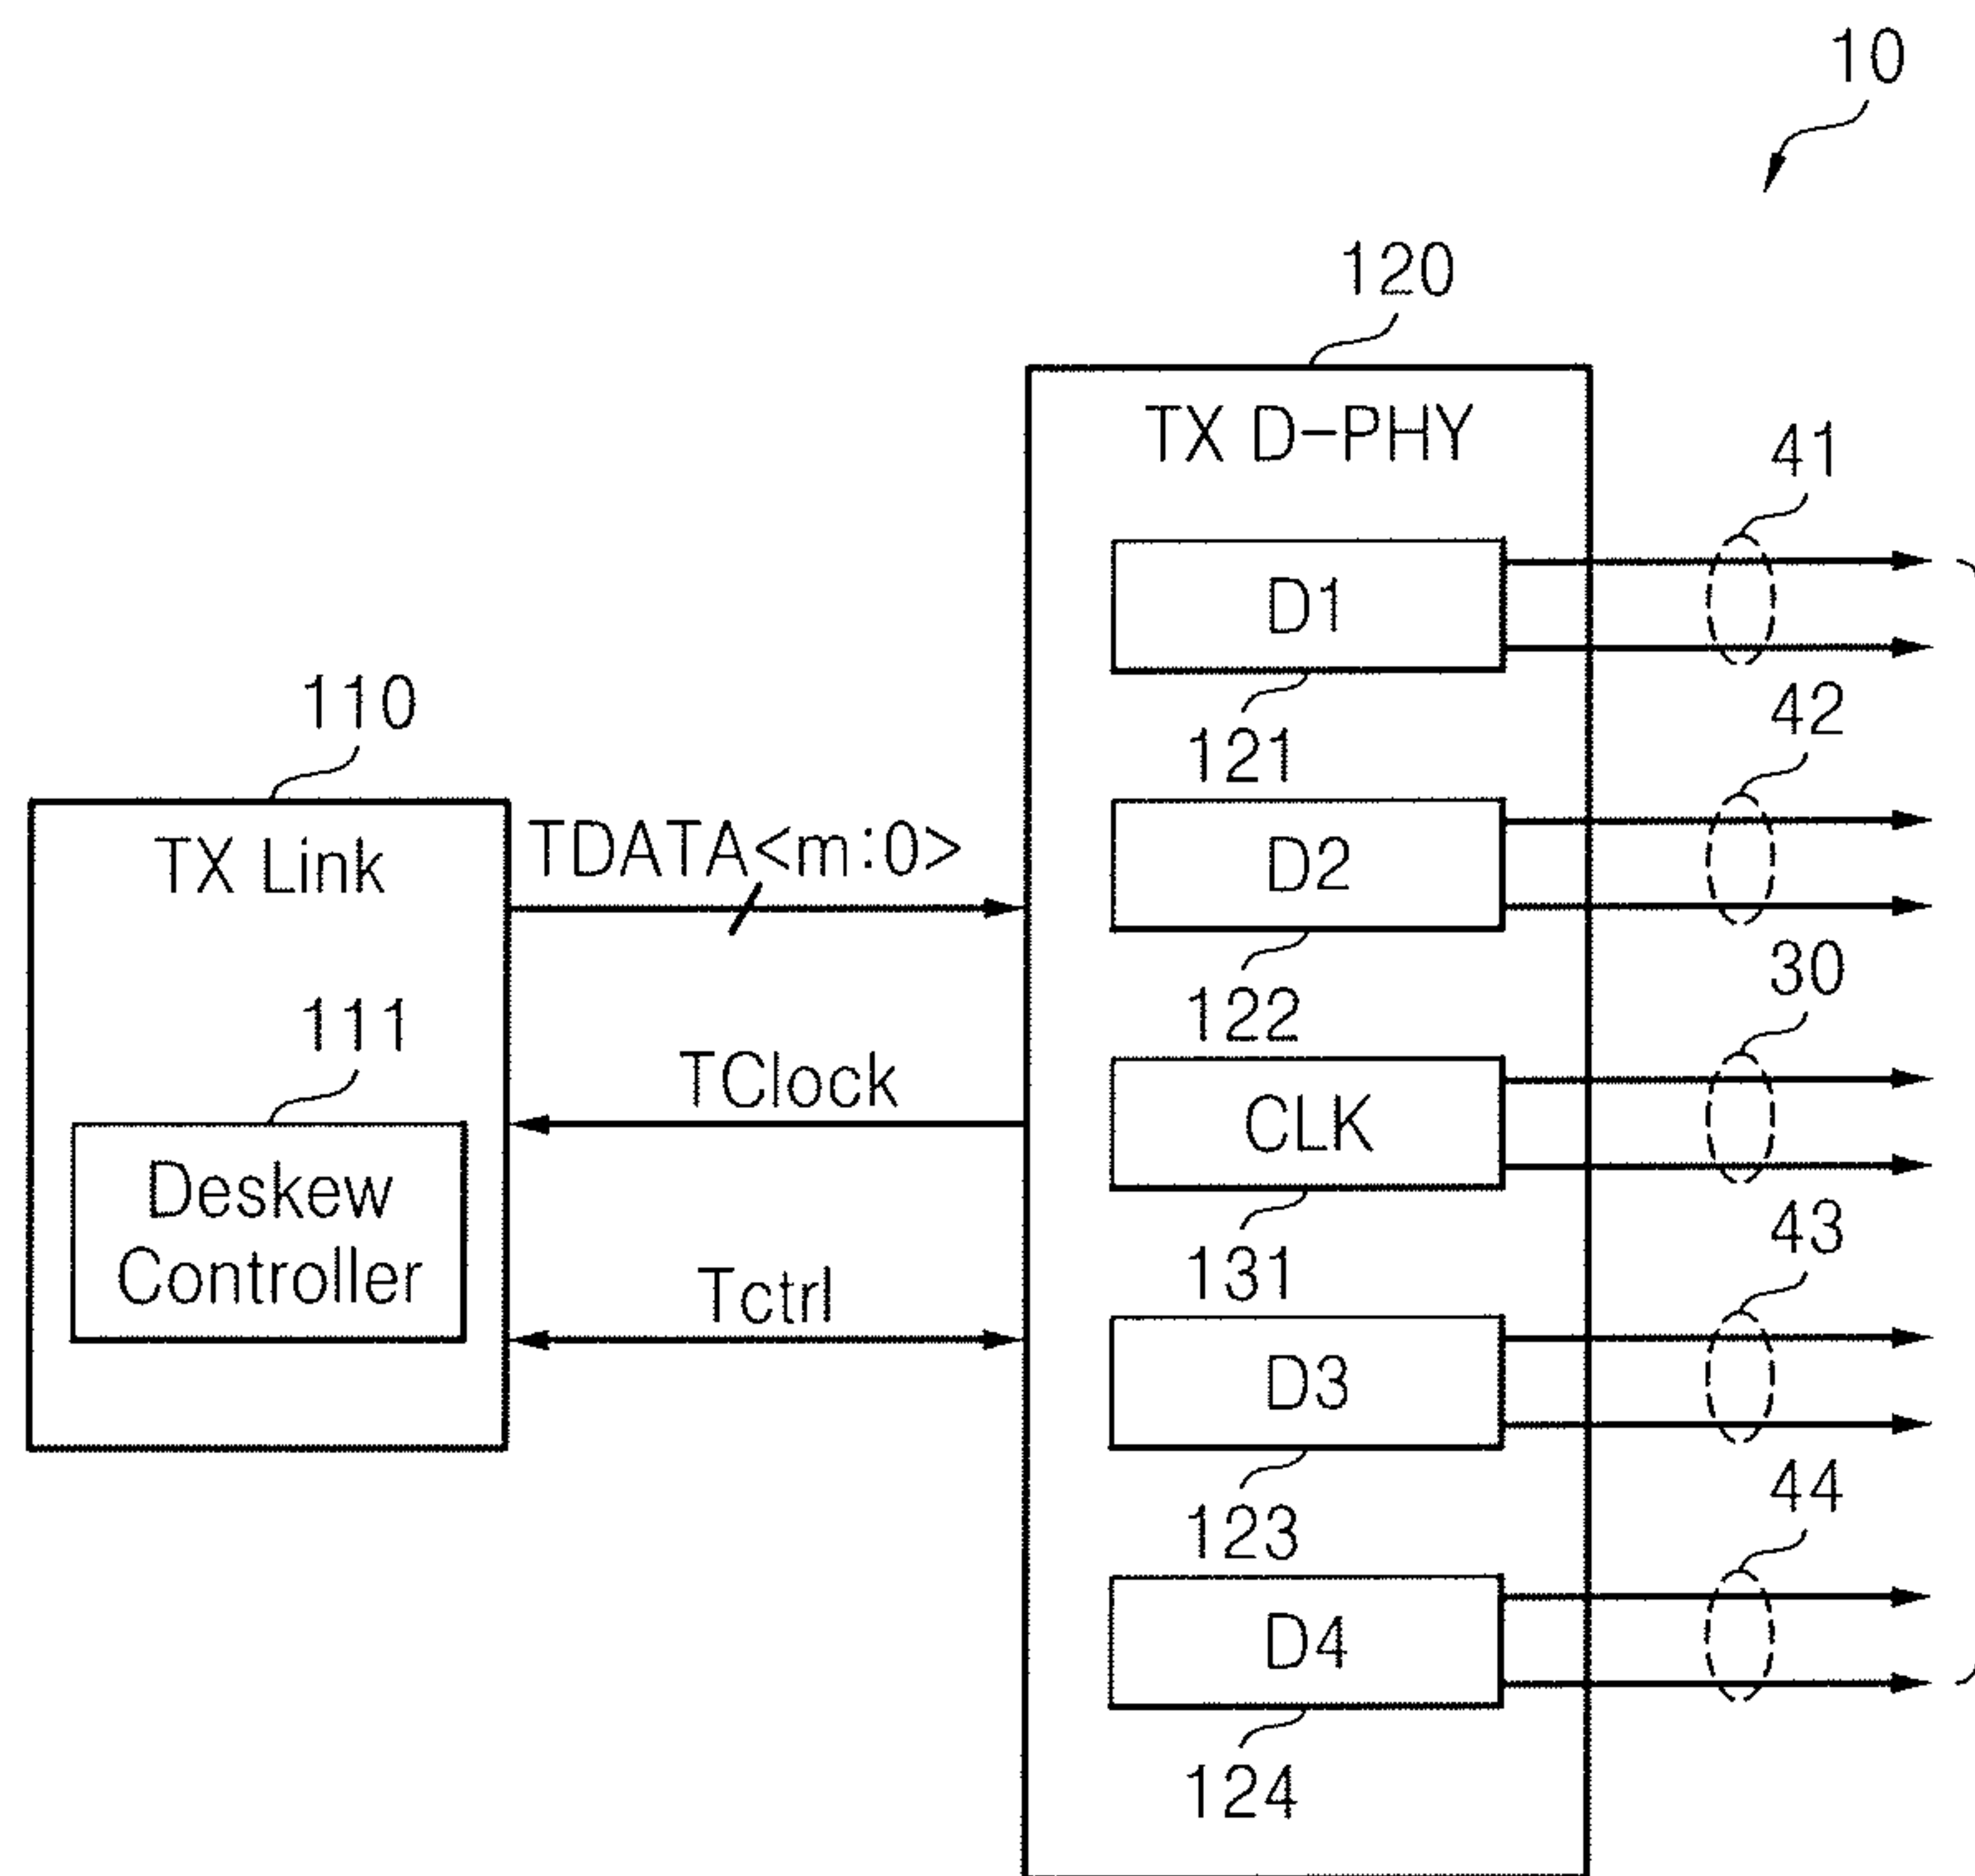 10
120
TX D-PHY
41
D1
121
42
110
TX Link
TDATA<m:0>
D2
122
30
111
TClock
CLK
131
Deskew
Controller
43
Tctrl
D3
123
44
D4
124